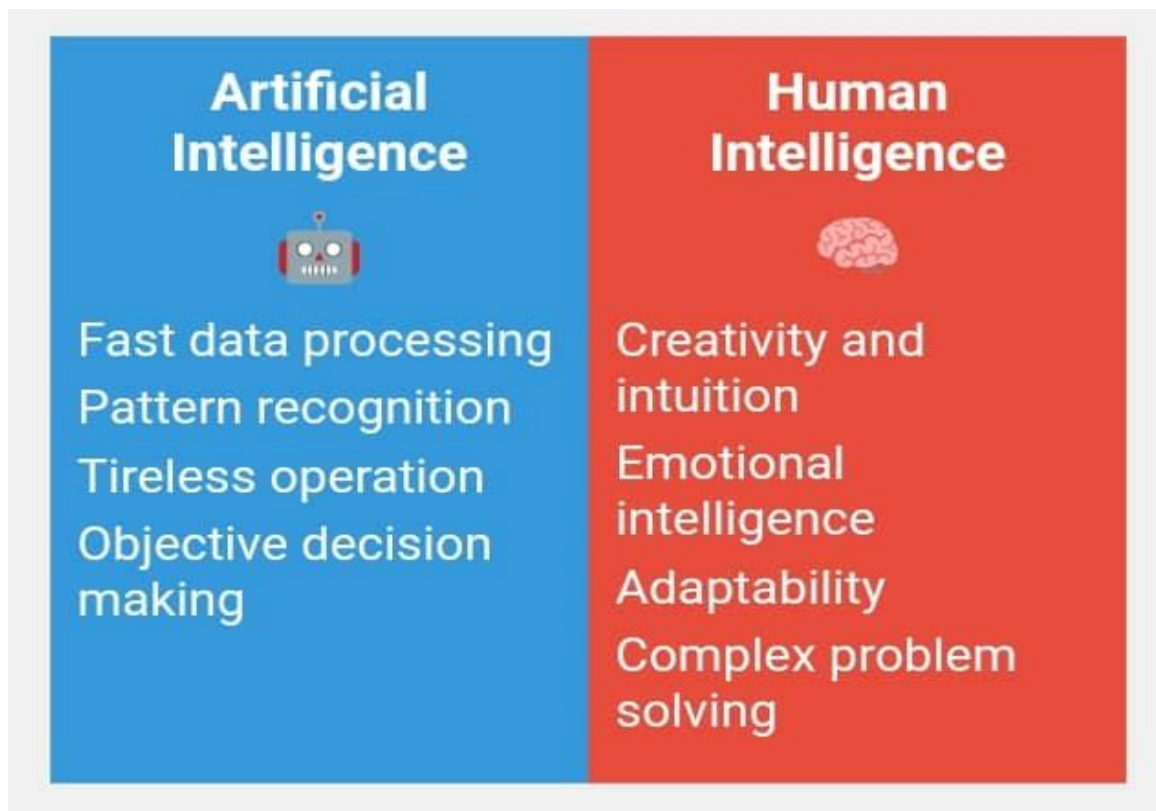 Artificial
Intelligence
Fast data processing
Pattern recognition
Tireless operation
Objective decision
making
Human
Intelligence
Creativity and
intuition
Emotional
intelligence
Adaptability
Complex problem
solving